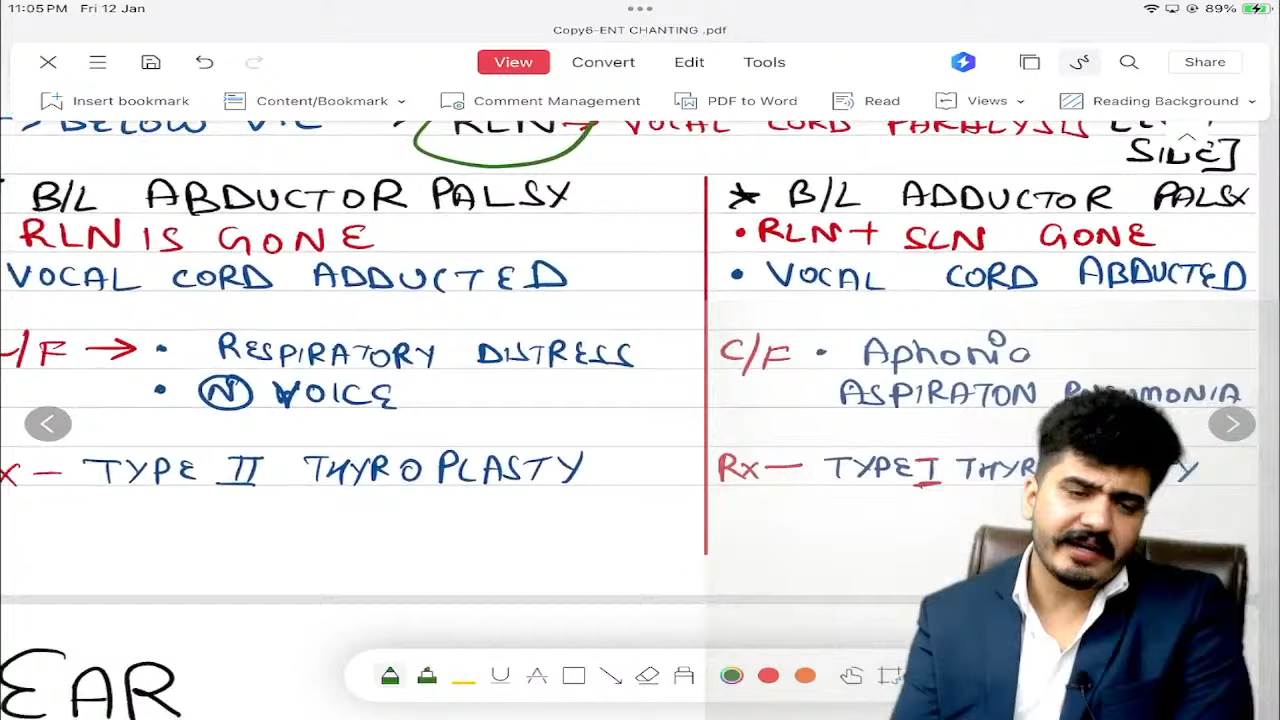 11:05 PM Fri 12 Jan 89%
Copy6-ENT CHANTING .pdf
View Convert Edit Tools Share
Insert bookmark Content/Bookmark Comment Management PDF to Word Read Views Reading Background
BELOW RLN → VOCAL CORD PARALYSIS
SIDE]
B/L ABDUCTOR PALSY
RLN IS GONE
VOCAL CORD ADDUCTED
/F → • RESPIRATORY DISTRESS
• N VOICE
x — TYPE II THYROPLASTY
* B/L ADDUCTOR PALSY
• RLN + SLN GONE
• VOCAL CORD ABDUCTED
C/F • Aphonia
ASPIRATON PNEUMONIA
Rx — TYPE I THYR
EAR